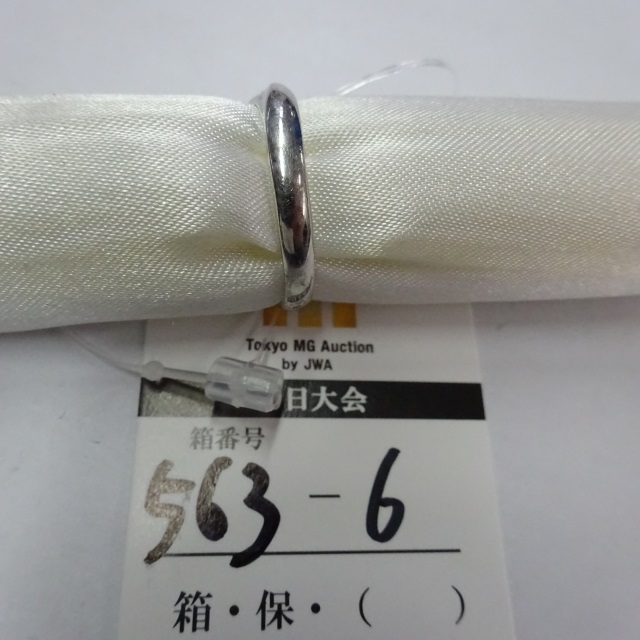 Tokyo MG Auction
by JWA
日大会
箱番号
563-6
箱・保・(　　)